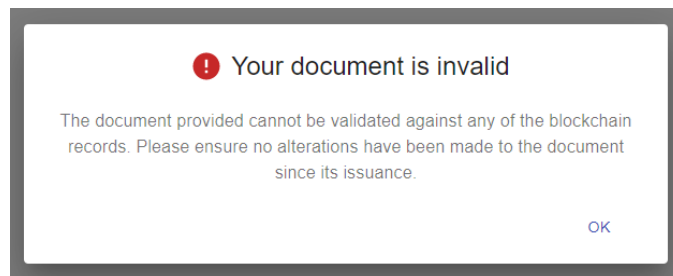 Your document is invalid
The document provided cannot be validated against any of the blockchain
records. Please ensure no alterations have been made to the document
since its issuance.
OK